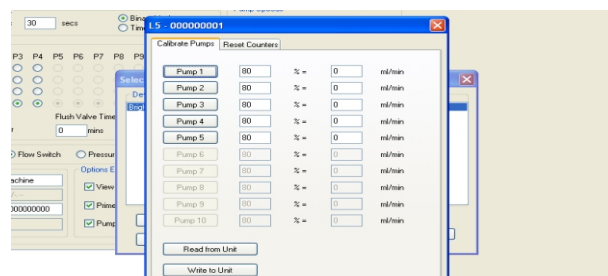 30 secs
L5 - 000000001
Calibrate Pumps Reset Counters
P3 P4 P5 P6 P7 P8 P9
Pump 1 80 % = 0 ml/min
Pump 2 80 % = 0 ml/min
Pump 3 80 % = 0 ml/min
Pump 4 80 % = 0 ml/min
Pump 5 80 % = 0 ml/min
Pump 6 80 % = 0 ml/min
Pump 7 80 % = 0 ml/min
Pump 8 80 % = 0 ml/min
Pump 9 80 % = 0 ml/min
Pump 10 80 % = 0 ml/min
Flush Valve Time
0 mins
Flow Switch
Options E
View
Prime
Pump
Read from Unit
Write to Unit